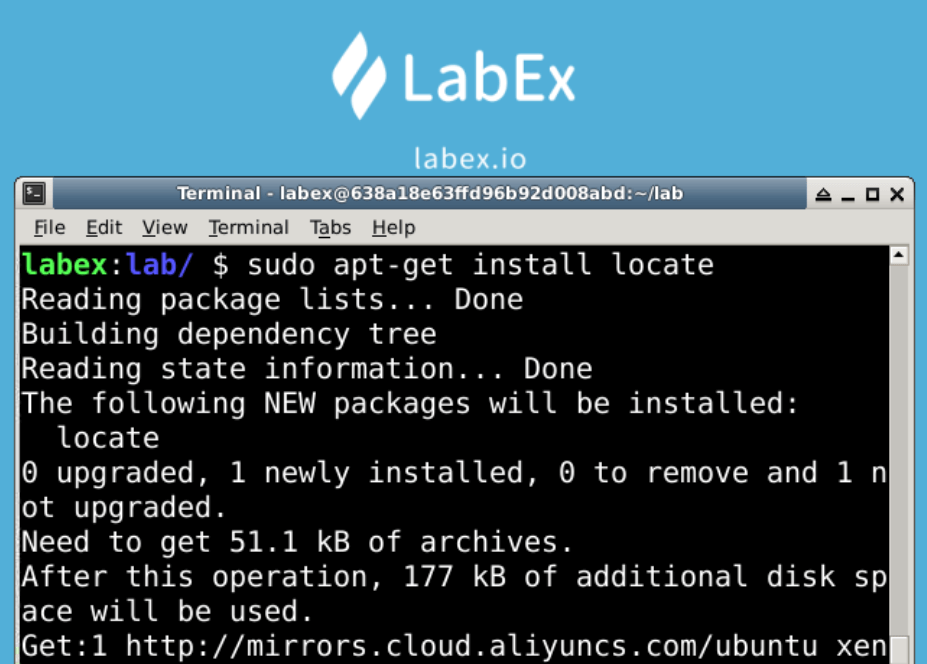 LabEx
labex.io
Terminal - labex@638a18e63ffd96b92d008abd:~/lab
File Edit View Terminal Tabs Help
labex:lab/ $ sudo apt-get install locate
Reading package lists... Done
Building dependency tree
Reading state information... Done
The following NEW packages will be installed:
  locate
0 upgraded, 1 newly installed, 0 to remove and 1 n
ot upgraded.
Need to get 51.1 kB of archives.
After this operation, 177 kB of additional disk sp
ace will be used.
Get:1 http://mirrors.cloud.aliyuncs.com/ubuntu xen